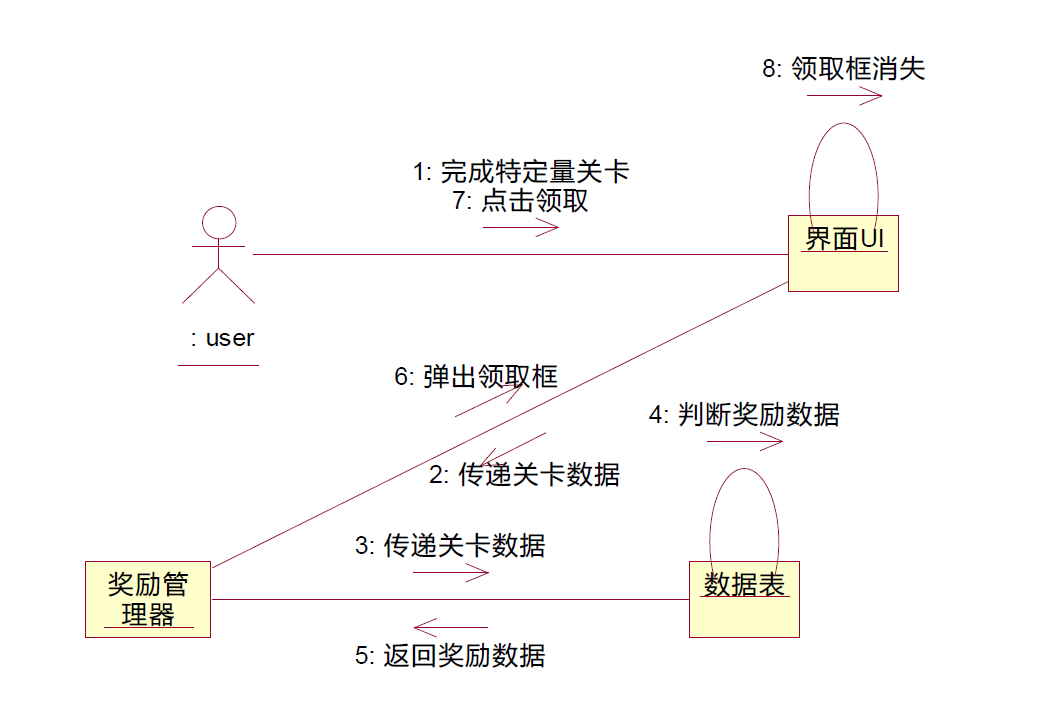 8: 领取框消失
1: 完成特定量关卡
7: 点击领取
界面UI
: user
6: 弹出领取框
4: 判断奖励数据
2: 传递关卡数据
3: 传递关卡数据
奖励管
理器
数据表
5: 返回奖励数据